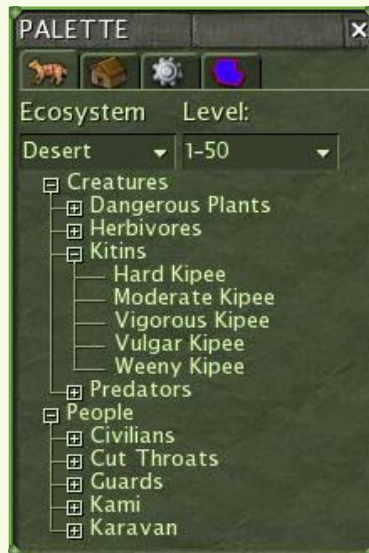 PALETTE
Ecosystem Level:
Desert 1-50
Creatures
Dangerous Plants
Herbivores
Kitins
Hard Kipee
Moderate Kipee
Vigorous Kipee
Vulgar Kipee
Weeny Kipee
Predators
People
Civilians
Cut Throats
Guards
Kami
Karavan